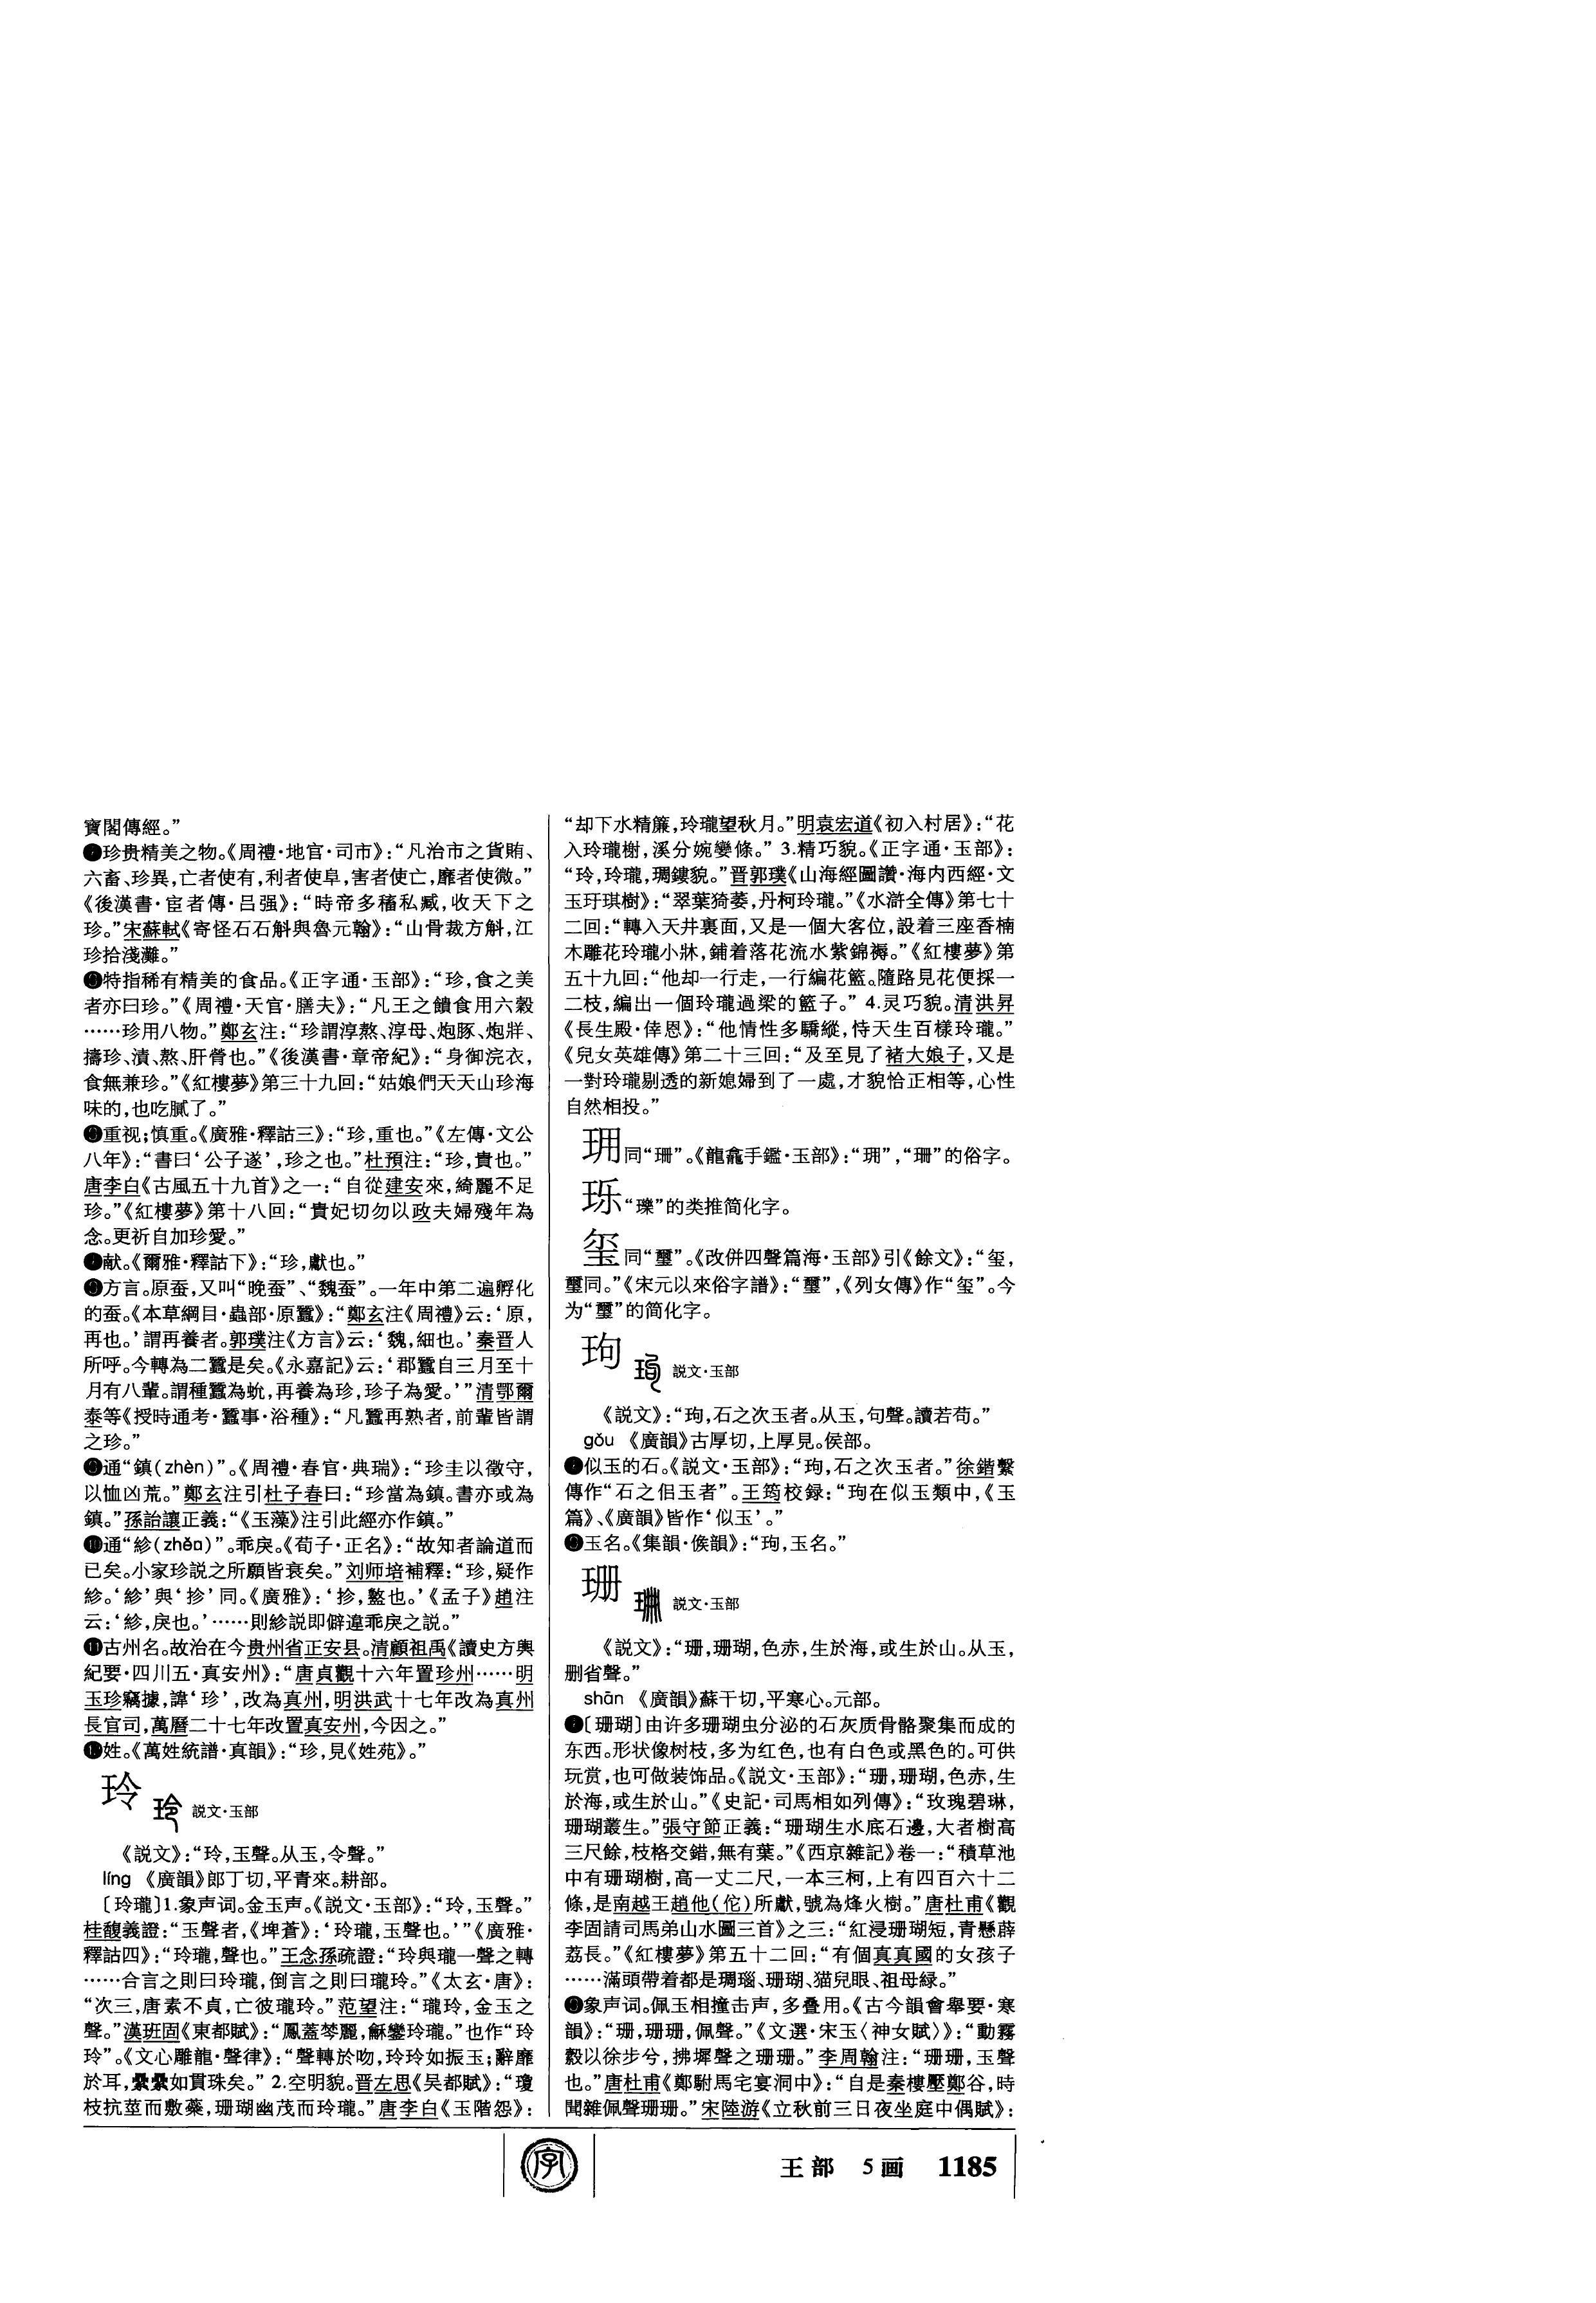 寶閣傳經。”
珍贵精美之物。《周禮·地官·司市》：“凡治市之貨賄、
六畜、珍異，亡者使有，利者使阜，害者使亡，靡者使微。”
《後漢書·宦者傳·吕强》：“時帝多稸私臧，收天下之
珍。”宋蘇軾《寄怪石石斛與魯元翰》：“山骨裁方斛，江
珍拾淺灘。”
特指稀有精美的食品。《正字通·玉部》：“珍，食之美
者亦曰珍。”《周禮·天官·膳夫》：“凡王之饋食用六穀
……珍用八物。”鄭玄注：“珍謂淳熬、淳母、炮豚、炮牂、
擣珍、漬、熬、肝膋也。”《後漢書·章帝紀》：“身御浣衣，
食無兼珍。”《紅樓夢》第三十九回：“姑娘們天天山珍海
味的，也吃膩了。”
重视；慎重。《廣雅·釋詁三》：“珍，重也。”《左傳·文公
八年》：“書曰‘公子遂’，珍之也。”杜預注：“珍，貴也。”
唐李白《古風五十九首》之一：“自從建安來，綺麗不足
珍。”《紅樓夢》第十八回：“貴妃切勿以政夫婦殘年為
念。更祈自加珍愛。”
献。《爾雅·釋詁下》：“珍，獻也。”
方言。原蚕，又叫“晚蚕”、“魏蚕”。一年中第二遍孵化
的蚕。《本草綱目·蟲部·原蠶》：“鄭玄注《周禮》云：‘原，
再也。’謂再養者。郭璞注《方言》云：‘魏，細也。’秦晋人
所呼。今轉為二蠶是矣。《永嘉記》云：‘郡蠶自三月至十
月有八輩。謂種蠶為蚖，再養為珍，珍子為愛。’”清鄂爾
泰等《授時通考·蠶事·浴種》：“凡蠶再熟者，前輩皆謂
之珍。”
通“鎮(zhèn)”。《周禮·春官·典瑞》：“珍圭以徵守，
以恤凶荒。”鄭玄注引杜子春曰：“珍當為鎮。書亦或為
鎮。”孫詒讓正義：“《玉藻》注引此經亦作鎮。”
❿通“紾(zhěn)”。乖戾。《荀子·正名》：“故知者論道而
已矣。小家珍説之所願皆衰矣。”刘师培補釋：“珍，疑作
紾。‘紾’與‘抮’同。《廣雅》：‘抮，盭也。’《孟子》趙注
云：‘紾，戾也。’……則紾説即僻違乖戾之説。”
⓫古州名。故治在今贵州省正安县。清顧祖禹《讀史方輿
紀要·四川五·真安州》：“唐貞觀十六年置珍州……明
玉珍竊據，諱‘珍’，改為真州，明洪武十七年改為真州
長官司，萬曆二十七年改置真安州，今因之。”
姓。《萬姓統譜·真韻》：“珍，見《姓苑》。”
玲 説文·玉部
《説文》：“玲，玉聲。从玉，令聲。”
líng 《廣韻》郎丁切，平青來。耕部。
〔玲瓏〕1.象声词。金玉声。《説文·玉部》：“玲，玉聲。”
桂馥義證：“玉聲者，《埤蒼》：‘玲瓏，玉聲也。’”《廣雅·
釋詁四》：“玲瓏，聲也。”王念孫疏證：“玲與瓏一聲之轉
……合言之則曰玲瓏，倒言之則曰瓏玲。”《太玄·唐》：
“次三，唐素不貞，亡彼瓏玲。”范望注：“瓏玲，金玉之
聲。”漢班固《東都賦》：“鳳蓋棽麗，龢鑾玲瓏。”也作“玲
玲”。《文心雕龍·聲律》：“聲轉於吻，玲玲如振玉；辭靡
於耳，纍纍如貫珠矣。” 2.空明貌。晋左思《吴都賦》：“瓊
枝抗莖而敷蘂，珊瑚幽茂而玲瓏。”唐李白《玉階怨》：
“却下水精簾，玲瓏望秋月。”明袁宏道《初入村居》：“花
入玲瓏樹，溪分婉孌條。” 3.精巧貌。《正字通·玉部》：
“玲，玲瓏，琱鏤貌。”晋郭璞《山海經圖讚·海内西經·文
玉玗琪樹》：“翠葉猗萎，丹柯玲瓏。”《水滸全傳》第七十
二回：“轉入天井裏面，又是一個大客位，設着三座香楠
木雕花玲瓏小牀，鋪着落花流水紫錦褥。”《紅樓夢》第
五十九回：“他却一行走，一行編花籃。隨路見花便採一
二枝，編出一個玲瓏過梁的籃子。” 4.灵巧貌。清洪昇
《長生殿·倖恩》：“他情性多驕縱，恃天生百樣玲瓏。”
《兒女英雄傳》第二十三回：“及至見了褚大娘子，又是
一對玲瓏剔透的新媳婦到了一處，才貌恰正相等，心性
自然相投。”
玬同“珊”。《龍龕手鑑·玉部》：“玬”，“珊”的俗字。
珎“瓅”的类推简化字。
玺同“璽”。《改併四聲篇海·玉部》引《餘文》：“玺，
璽同。”《宋元以來俗字譜》：“璽”，《列女傳》作“玺”。今
为“璽”的简化字。
玽 説文·玉部
《説文》：“玽，石之次玉者。从玉，句聲。讀若苟。”
gǒu 《廣韻》古厚切，上厚見。侯部。
似玉的石。《説文·玉部》：“玽，石之次玉者。”徐鍇繫
傳作“石之佀玉者”。王筠校録：“玽在似玉類中，《玉
篇》、《廣韻》皆作‘似玉’。”
玉名。《集韻·矦韻》：“玽，玉名。”
珊 説文·玉部
《説文》：“珊，珊瑚，色赤，生於海，或生於山。从玉，
删省聲。”
shān 《廣韻》蘇干切，平寒心。元部。
〔珊瑚〕由许多珊瑚虫分泌的石灰质骨骼聚集而成的
东西。形状像树枝，多为红色，也有白色或黑色的。可供
玩赏，也可做装饰品。《説文·玉部》：“珊，珊瑚，色赤，生
於海，或生於山。”《史記·司馬相如列傳》：“玫瑰碧琳，
珊瑚叢生。”張守節正義：“珊瑚生水底石邊，大者樹高
三尺餘，枝格交錯，無有葉。”《西京雜記》卷一：“積草池
中有珊瑚樹，高一丈二尺，一本三柯，上有四百六十二
條，是南越王趙他(佗)所獻，號為烽火樹。”唐杜甫《觀
李固請司馬弟山水圖三首》之三：“紅浸珊瑚短，青懸薜
荔長。”《紅樓夢》第五十二回：“有個真真國的女孩子
……滿頭帶着都是瑪瑙、珊瑚、猫兒眼、祖母緑。”
象声词。佩玉相撞击声，多叠用。《古今韻會舉要·寒
韻》：“珊，珊珊，佩聲。”《文選·宋玉〈神女賦〉》：“動霧
縠以徐步兮，拂墀聲之珊珊。”李周翰注：“珊珊，玉聲
也。”唐杜甫《鄭駙馬宅宴洞中》：“自是秦樓壓鄭谷，時
聞雜佩聲珊珊。”宋陸游《立秋前三日夜坐庭中偶賦》：
字
王部 5画 1185